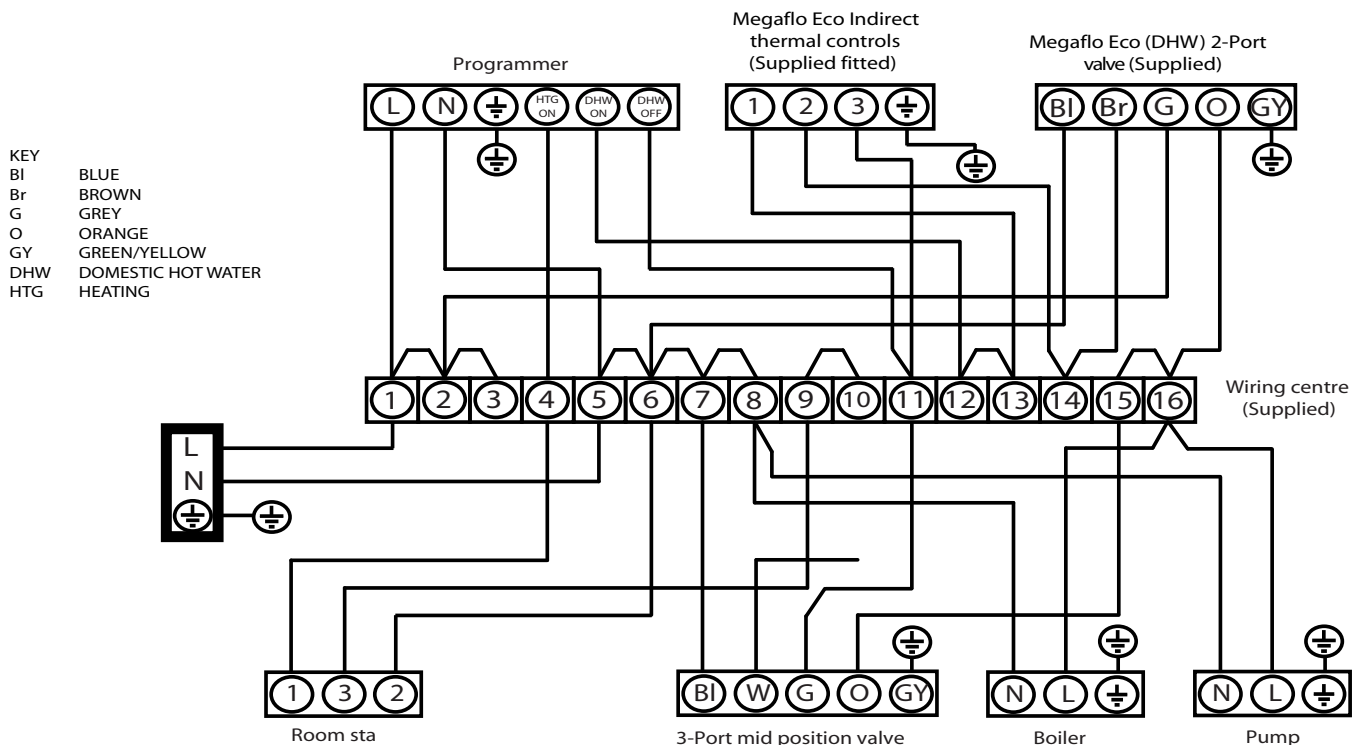 Megaflo Eco Indirect
thermal controls
(Supplied fitted)
Megaflo Eco (DHW) 2-Port
valve (Supplied)
Programmer
L N HTG ON DHW ON DHW OFF
1 2 3
Bl Br G O GY
KEY
Bl BLUE
Br BROWN
G GREY
O ORANGE
GY GREEN/YELLOW
DHW DOMESTIC HOT WATER
HTG HEATING
1 2 3 4 5 6 7 8 9 10 11 12 13 14 15 16
Wiring centre
(Supplied)
L
N
1 3 2
Room sta
Bl W G O GY
3-Port mid position valve
N L
Boiler
N L
Pump